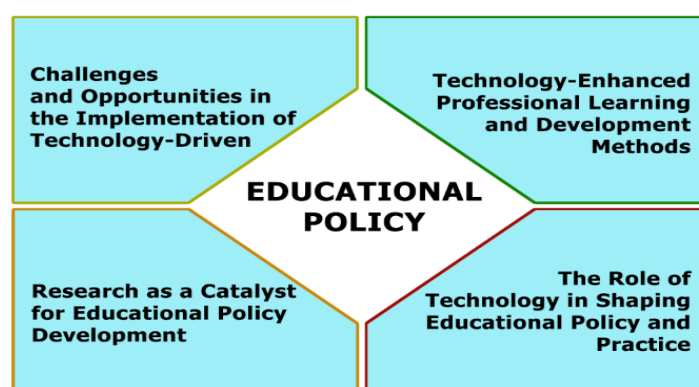 Challenges
and Opportunities in
the Implementation of
Technology-Driven
Technology-Enhanced
Professional Learning
and Development
Methods
EDUCATIONAL
POLICY
Research as a Catalyst
for Educational Policy
Development
The Role of
Technology in Shaping
Educational Policy and
Practice